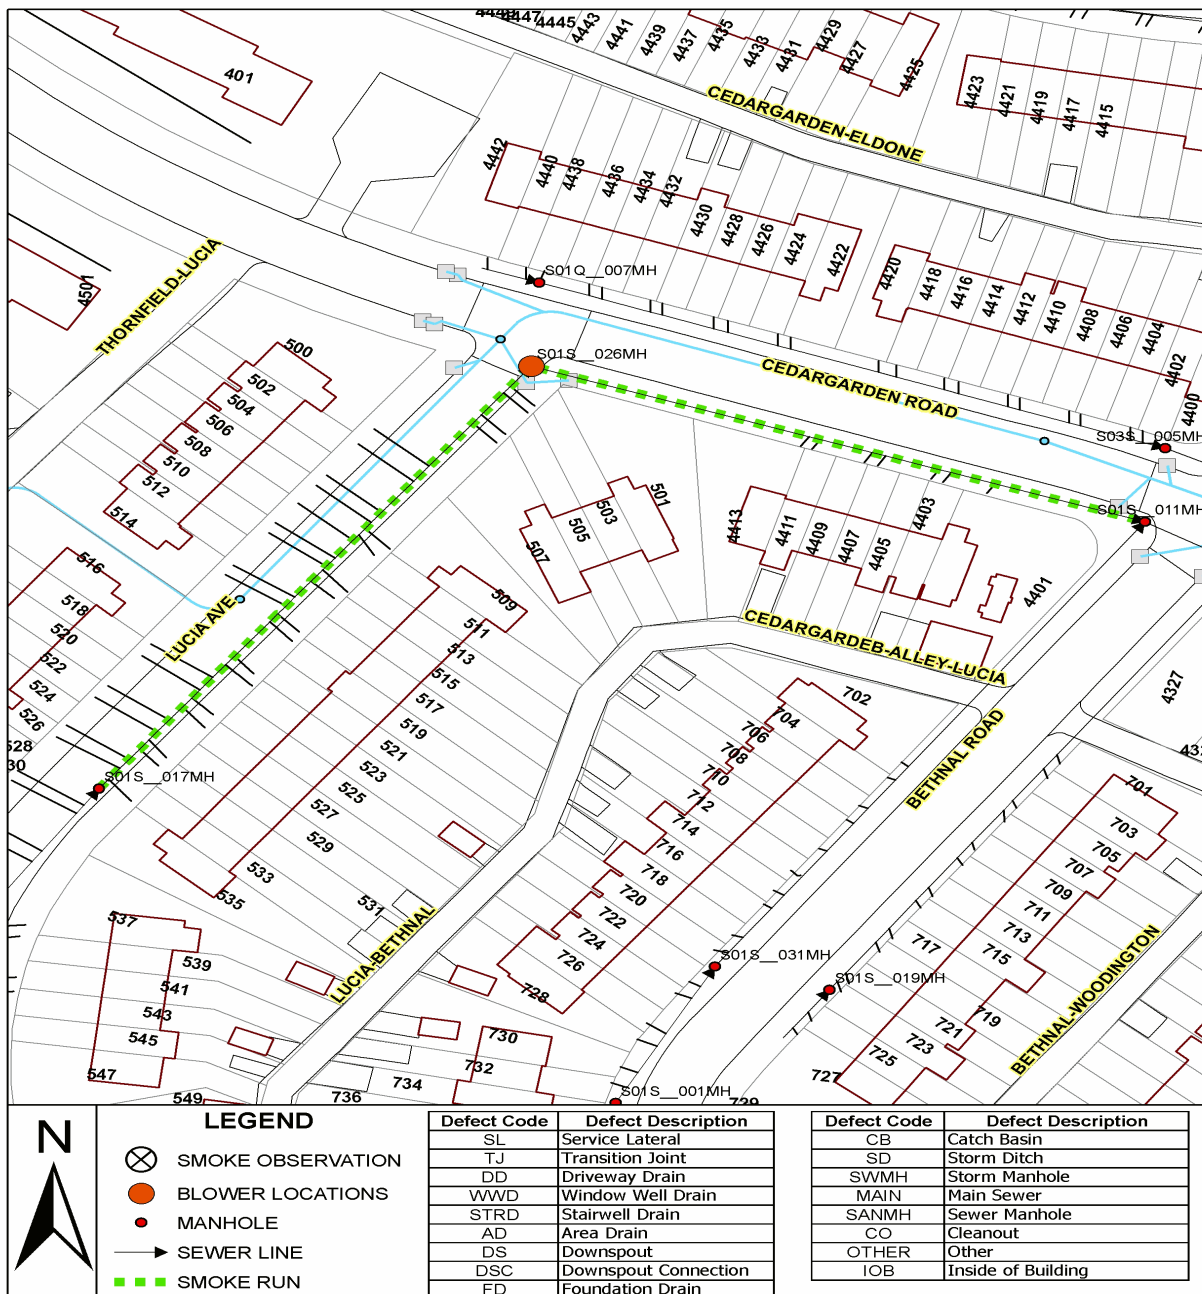 4449
4447
4445
4443
4441
4439
4437
4435
4433
4431
4429
4427
4425
401
CEDARGARDEN-ELDONE
4423
4421
4419
4417
4415
4442
4440
4438
4436
4434
4432
4430
4428
4426
4424
4422
4420
4418
4416
4414
4412
4410
4408
4406
4404
4402
4400
THORNFIELD-LUCIA
4501
S01Q__007MH
S01S__026MH
CEDARGARDEN ROAD
S03S__005MH
S01S__011MH
500
502
504
506
508
510
512
514
516
518
520
522
524
526
528
30
LUCIA AVE
501
503
505
507
4413
4411
4409
4407
4405
4403
4401
CEDARGARDEB-ALLEY-LUCIA
509
511
513
515
517
519
521
523
525
527
529
531
533
535
S01S__017MH
537
539
541
543
545
547
549
LUCIA-BETHNAL
702
704
706
708
710
712
714
716
718
720
722
724
726
728
730
732
734
736
BETHNAL ROAD
4327
433
701
703
705
707
709
711
713
715
717
719
721
723
725
727
739
S01S__031MH
S01S__019MH
S01S__001MH
BETHNAL-WOODINGTON
N
LEGEND
SMOKE OBSERVATION
BLOWER LOCATIONS
MANHOLE
SEWER LINE
SMOKE RUN
Defect Code Defect Description
SL Service Lateral
TJ Transition Joint
DD Driveway Drain
WWD Window Well Drain
STRD Stairwell Drain
AD Area Drain
DS Downspout
DSC Downspout Connection
FD Foundation Drain
Defect Code Defect Description
CB Catch Basin
SD Storm Ditch
SWMH Storm Manhole
MAIN Main Sewer
SANMH Sewer Manhole
CO Cleanout
OTHER Other
IOB Inside of Building